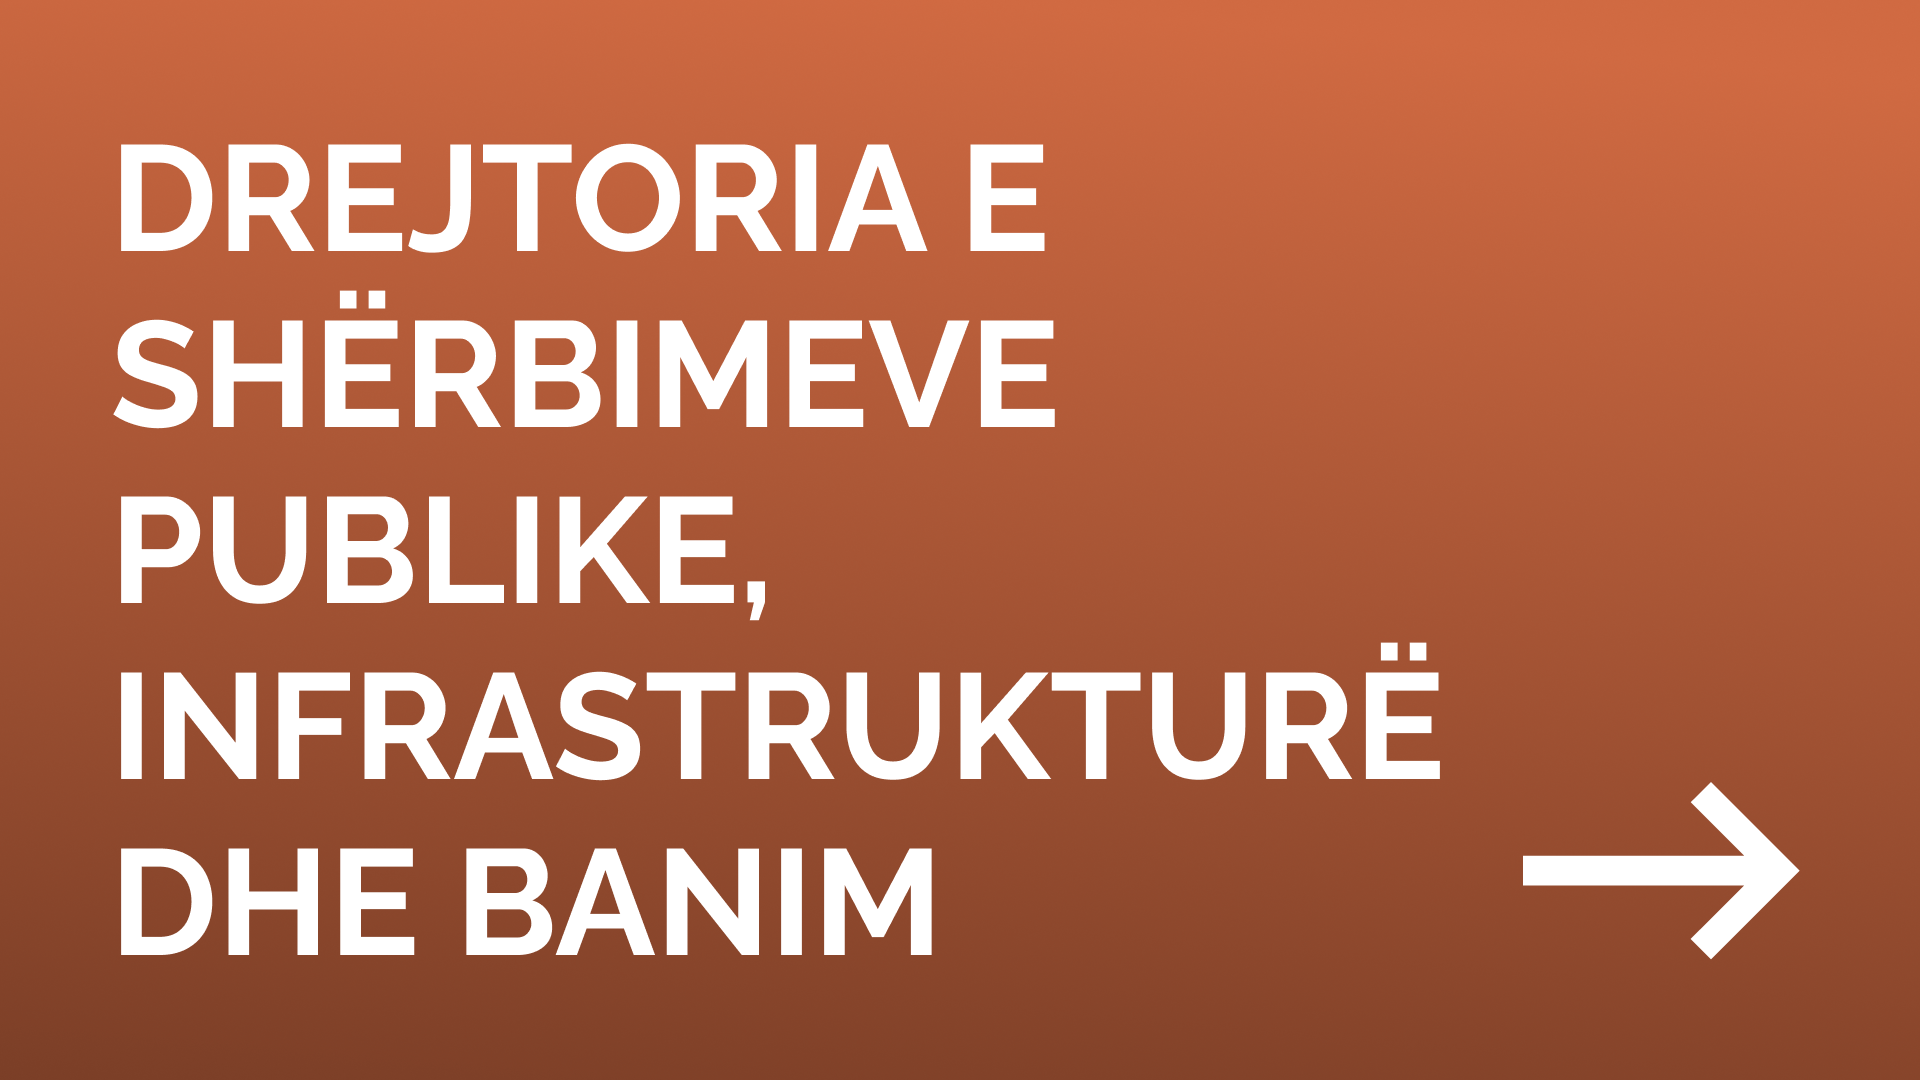 DREJTORIA E
SHËRBIMEVE
PUBLIKE,
INFRASTRUKTURË
DHE BANIM